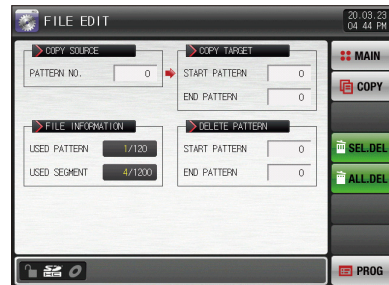 FILE EDIT
20.03.23
04 44 PM
COPY SOURCE
PATTERN NO. 0
COPY TARGET
START PATTERN 0
END PATTERN 0
FILE INFORMATION
USED PATTERN 1/120
USED SEGMENT 4/1200
DELETE PATTERN
START PATTERN 0
END PATTERN 0
MAIN
COPY
SEL.DEL
ALL.DEL
PROG